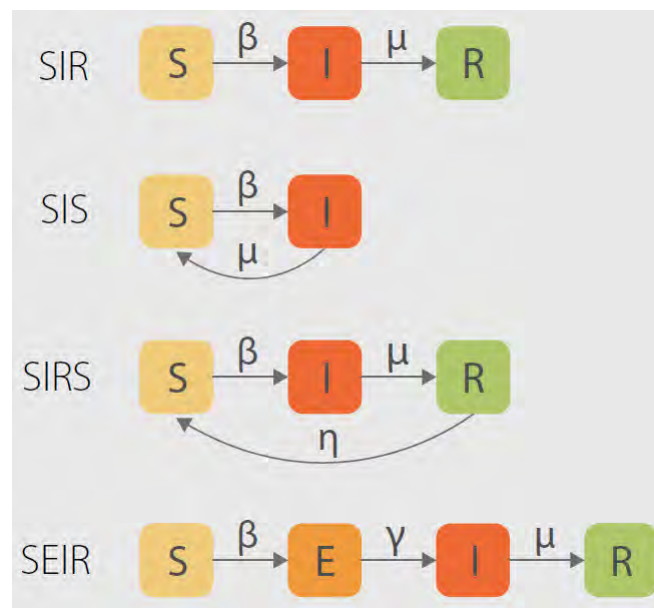 β μ
SIR S I R
β
SIS S I
μ
β μ
SIRS S I R
η
β γ μ
SEIR S E I R